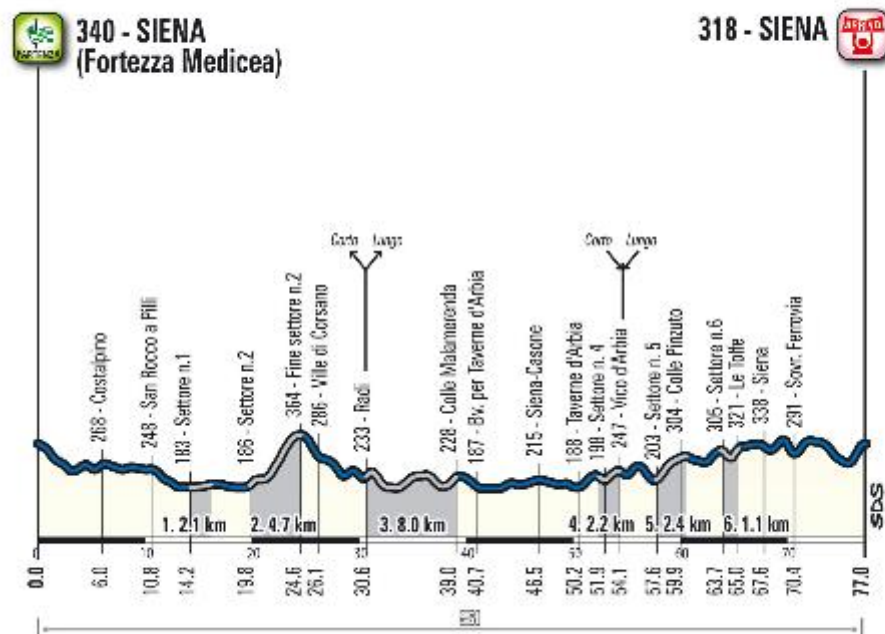 340 - SIENA
(Fortezza Medicea)
318 - SIENA
PARTENZA
ARRIVO
Corto Lungo
Corto Lungo
268 - Costalpino
248 - San Rocco a Pilli
183 - Settore n.1
186 - Settore n.2
364 - Fine settore n.2
286 - Ville di Corsano
233 - Radi
228 - Colle Malamerenda
187 - Bv. per Taverne d'Arbia
215 - Siena-Casone
188 - Taverne d'Arbia
198 - Settore n. 4
247 - Vico d'Arbia
203 - Settore n. 5
304 - Colle Pinzuto
305 - Settore n.6
321 - Le Tolfe
338 - Siena
291 - Sovr. Ferrovia
1. 2.1 km
2. 4.7 km
3. 8.0 km
4. 2.2 km
5. 2.4 km
6. 1.1 km
SDS
0 10 20 30 40 50 60 70
0.0 6.0 10.8 14.2 19.8 24.6 26.1 30.6 39.0 40.7 46.5 50.2 51.9 54.1 57.6 59.9 63.7 65.0 67.6 70.4 77.0